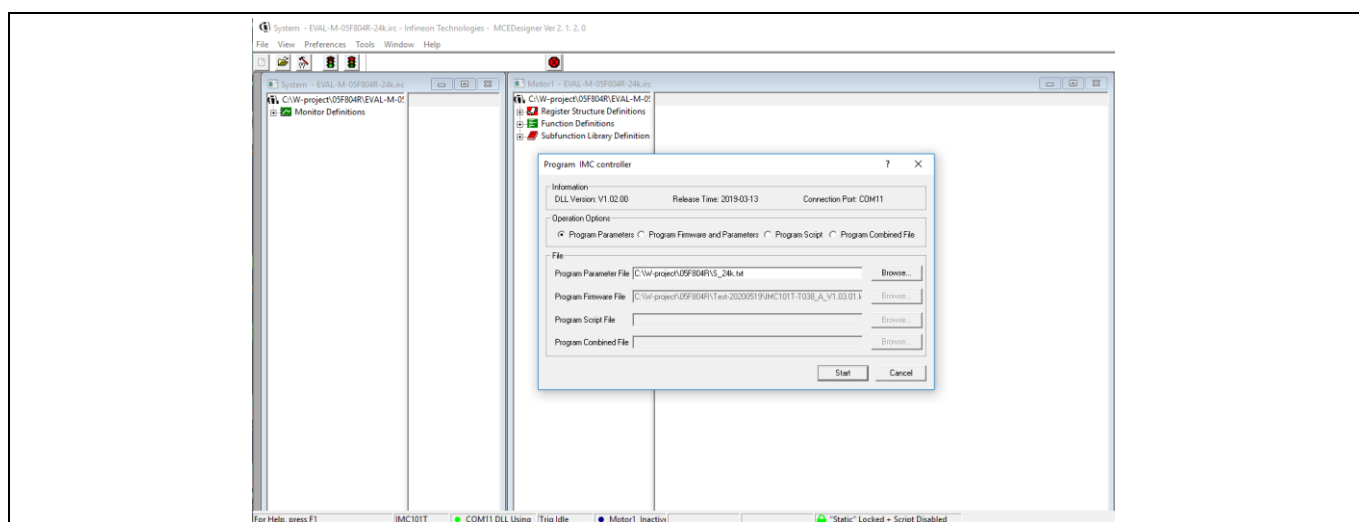 System - EVAL-M-05F804R-24k.irc - Infineon Technologies - MCEDesigner Ver 2, 1, 2, 0
File View Preferences Tools Window Help
System - EVAL-M-05F804R-24k.irc
Motor1 - EVAL-M-05F804R-24k.irc
C:\W-project\05F804R\EVAL-M-05
Monitor Definitions
C:\W-project\05F804R\EVAL-M-05
Register Structure Definitions
Function Definitions
Subfunction Library Definition
Program IMC controller
Information
DLL Version: V1.02.00 Release Time: 2019-03-13 Connection Port: COM11
Operation Options
Program Parameters Program Firmware and Parameters Program Script Program Combined File
File
Program Parameter File C:\W-project\05F804R\S_24k.txt Browse...
Program Firmware File C:\W-project\05F804R\Test-20200519\IMC101T-T038_A_V1.03.01.l Browse...
Program Script File Browse...
Program Combined File Browse...
Start Cancel
For Help, press F1 IMC101T COM11 DLL Using Trig Idle Motor1 Inactive "Static" Locked + Script Disabled